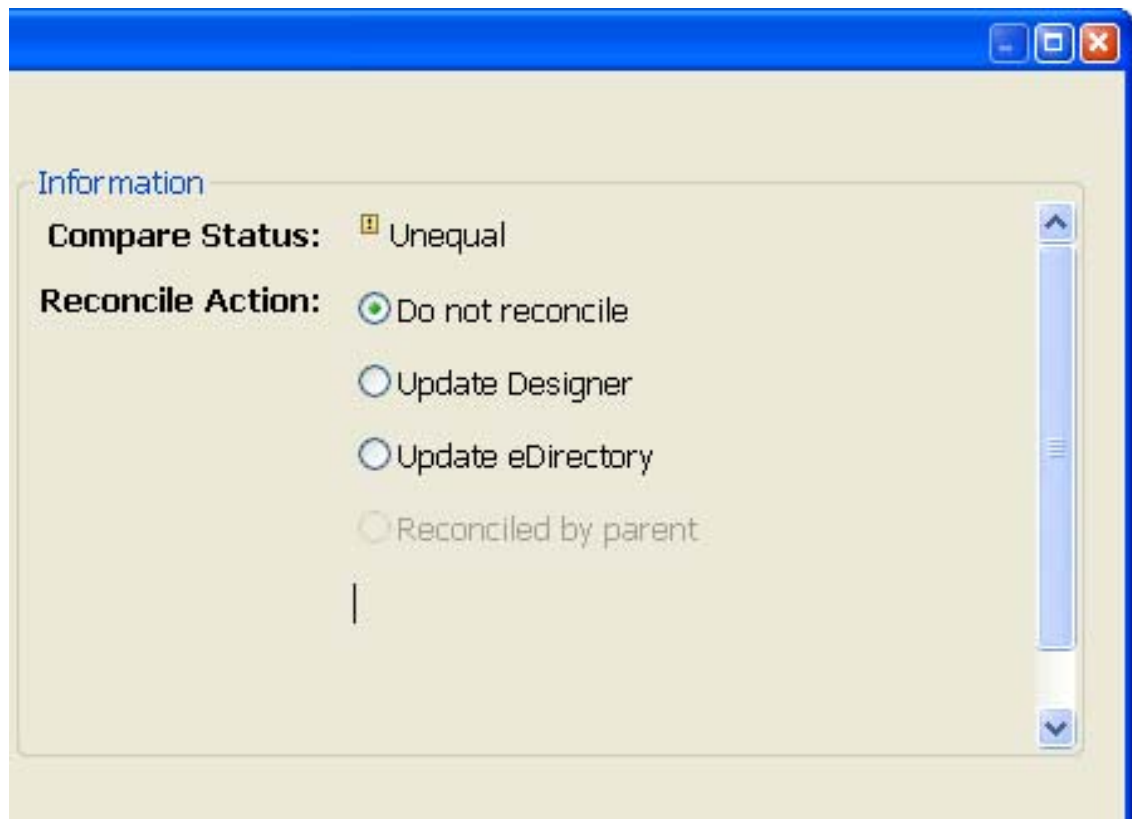 Information
Compare Status: Unequal
Reconcile Action: Do not reconcile
Update Designer
Update eDirectory
Reconciled by parent